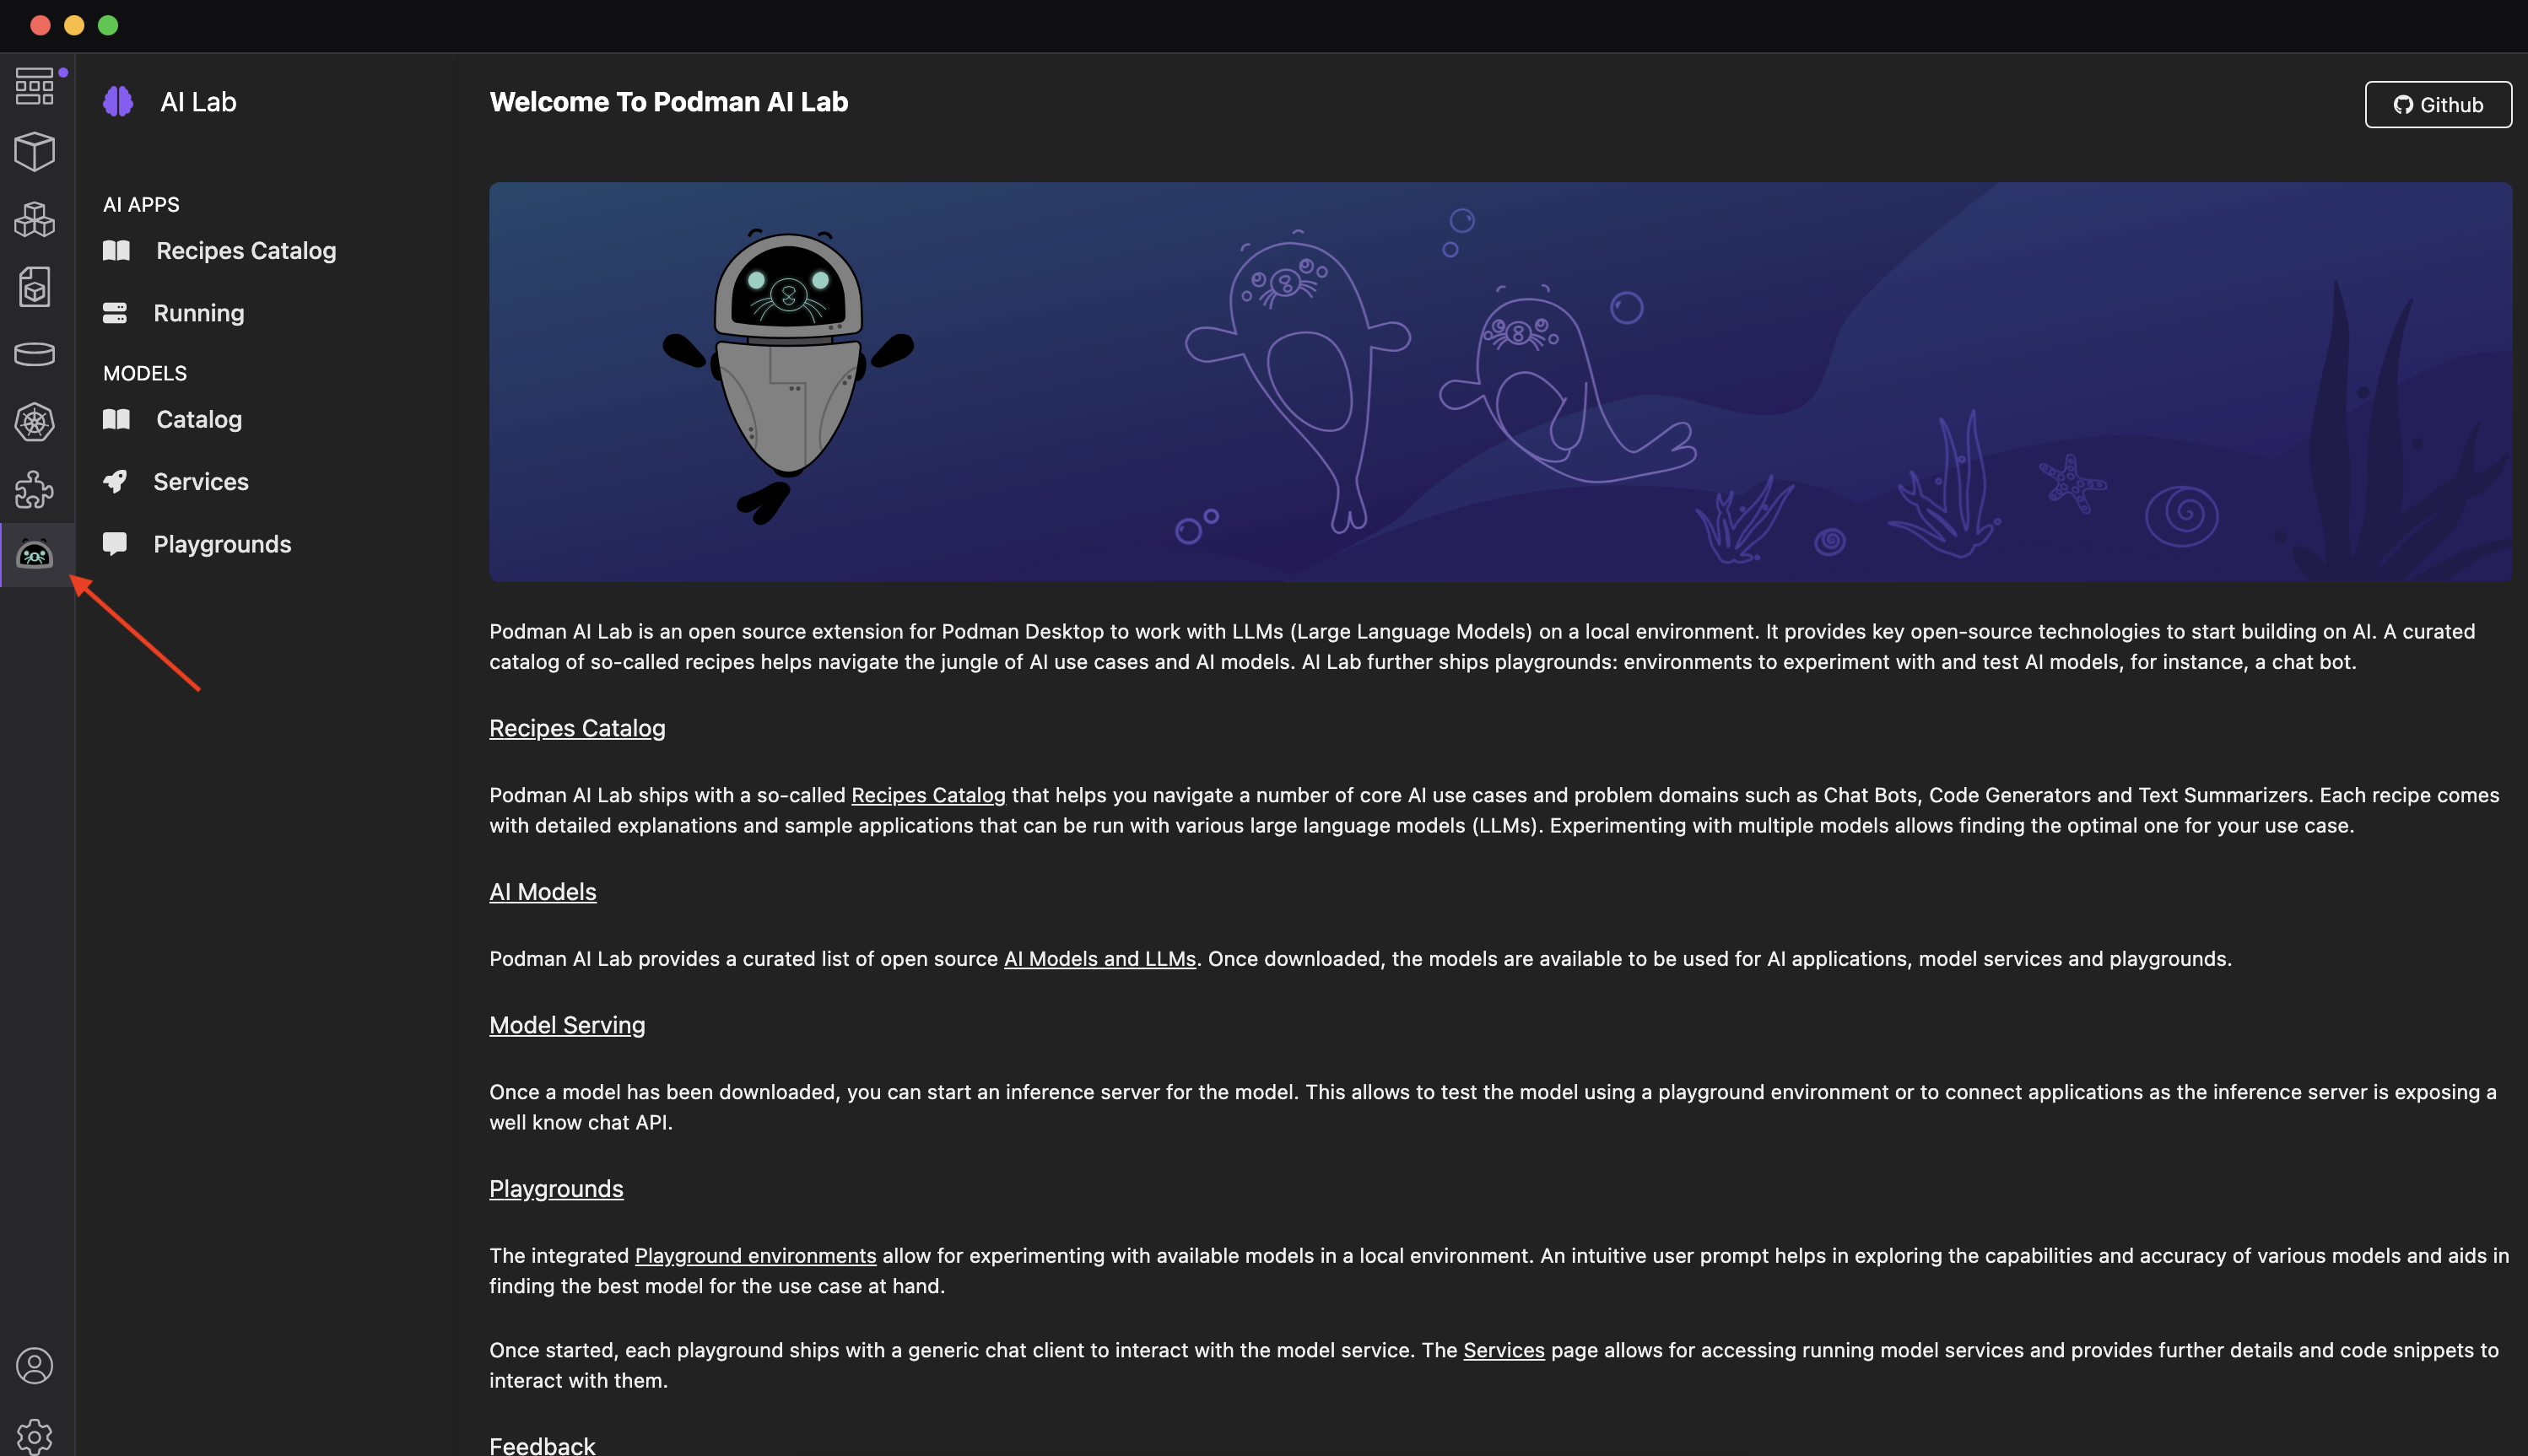 AI Lab
AI APPS
Recipes Catalog
Running
MODELS
Catalog
Services
Playgrounds
Welcome To Podman AI Lab
Github
Podman AI Lab is an open source extension for Podman Desktop to work with LLMs (Large Language Models) on a local environment. It provides key open-source technologies to start building on AI. A curated
catalog of so-called recipes helps navigate the jungle of AI use cases and AI models. AI Lab further ships playgrounds: environments to experiment with and test AI models, for instance, a chat bot.
Recipes Catalog
Podman AI Lab ships with a so-called Recipes Catalog that helps you navigate a number of core AI use cases and problem domains such as Chat Bots, Code Generators and Text Summarizers. Each recipe comes
with detailed explanations and sample applications that can be run with various large language models (LLMs). Experimenting with multiple models allows finding the optimal one for your use case.
AI Models
Podman AI Lab provides a curated list of open source AI Models and LLMs. Once downloaded, the models are available to be used for AI applications, model services and playgrounds.
Model Serving
Once a model has been downloaded, you can start an inference server for the model. This allows to test the model using a playground environment or to connect applications as the inference server is exposing a
well know chat API.
Playgrounds
The integrated Playground environments allow for experimenting with available models in a local environment. An intuitive user prompt helps in exploring the capabilities and accuracy of various models and aids in
finding the best model for the use case at hand.
Once started, each playground ships with a generic chat client to interact with the model service. The Services page allows for accessing running model services and provides further details and code snippets to
interact with them.
Feedback